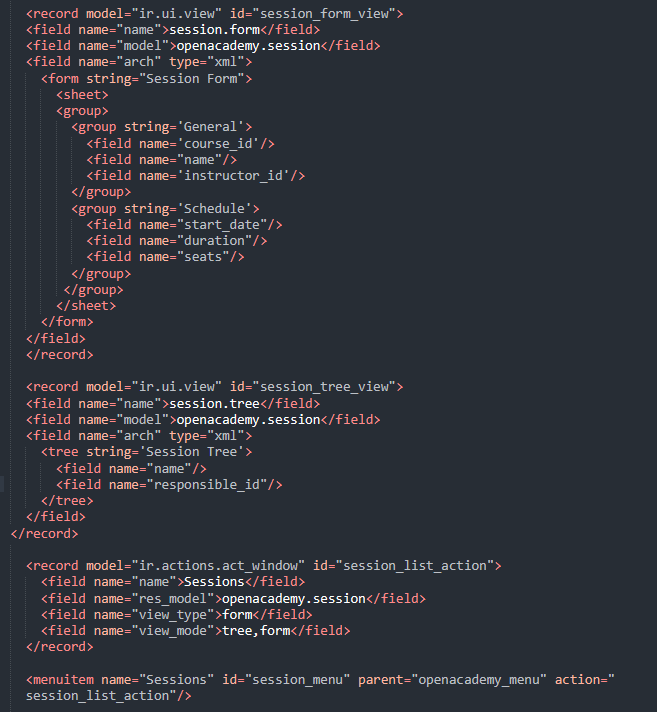 <record model="ir.ui.view" id="session_form_view">
<field name="name">session.form</field>
<field name="model">openacademy.session</field>
<field name="arch" type="xml">
<form string="Session Form">
<sheet>
<group>
<group string='General'>
<field name='course_id'/>
<field name="name"/>
<field name='instructor_id'/>
</group>
<group string='Schedule'>
<field name="start_date"/>
<field name="duration"/>
<field name="seats"/>
</group>
</group>
</sheet>
</form>
</field>
</record>
<record model="ir.ui.view" id="session_tree_view">
<field name="name">session.tree</field>
<field name="model">openacademy.session</field>
<field name="arch" type="xml">
<tree string='Session Tree'>
<field name="name"/>
<field name="responsible_id"/>
</tree>
</field>
</record>
<record model="ir.actions.act_window" id="session_list_action">
<field name="name">Sessions</field>
<field name="res_model">openacademy.session</field>
<field name="view_type">form</field>
<field name="view_mode">tree,form</field>
</record>
<menuitem name="Sessions" id="session_menu" parent="openacademy_menu" action="
session_list_action"/>